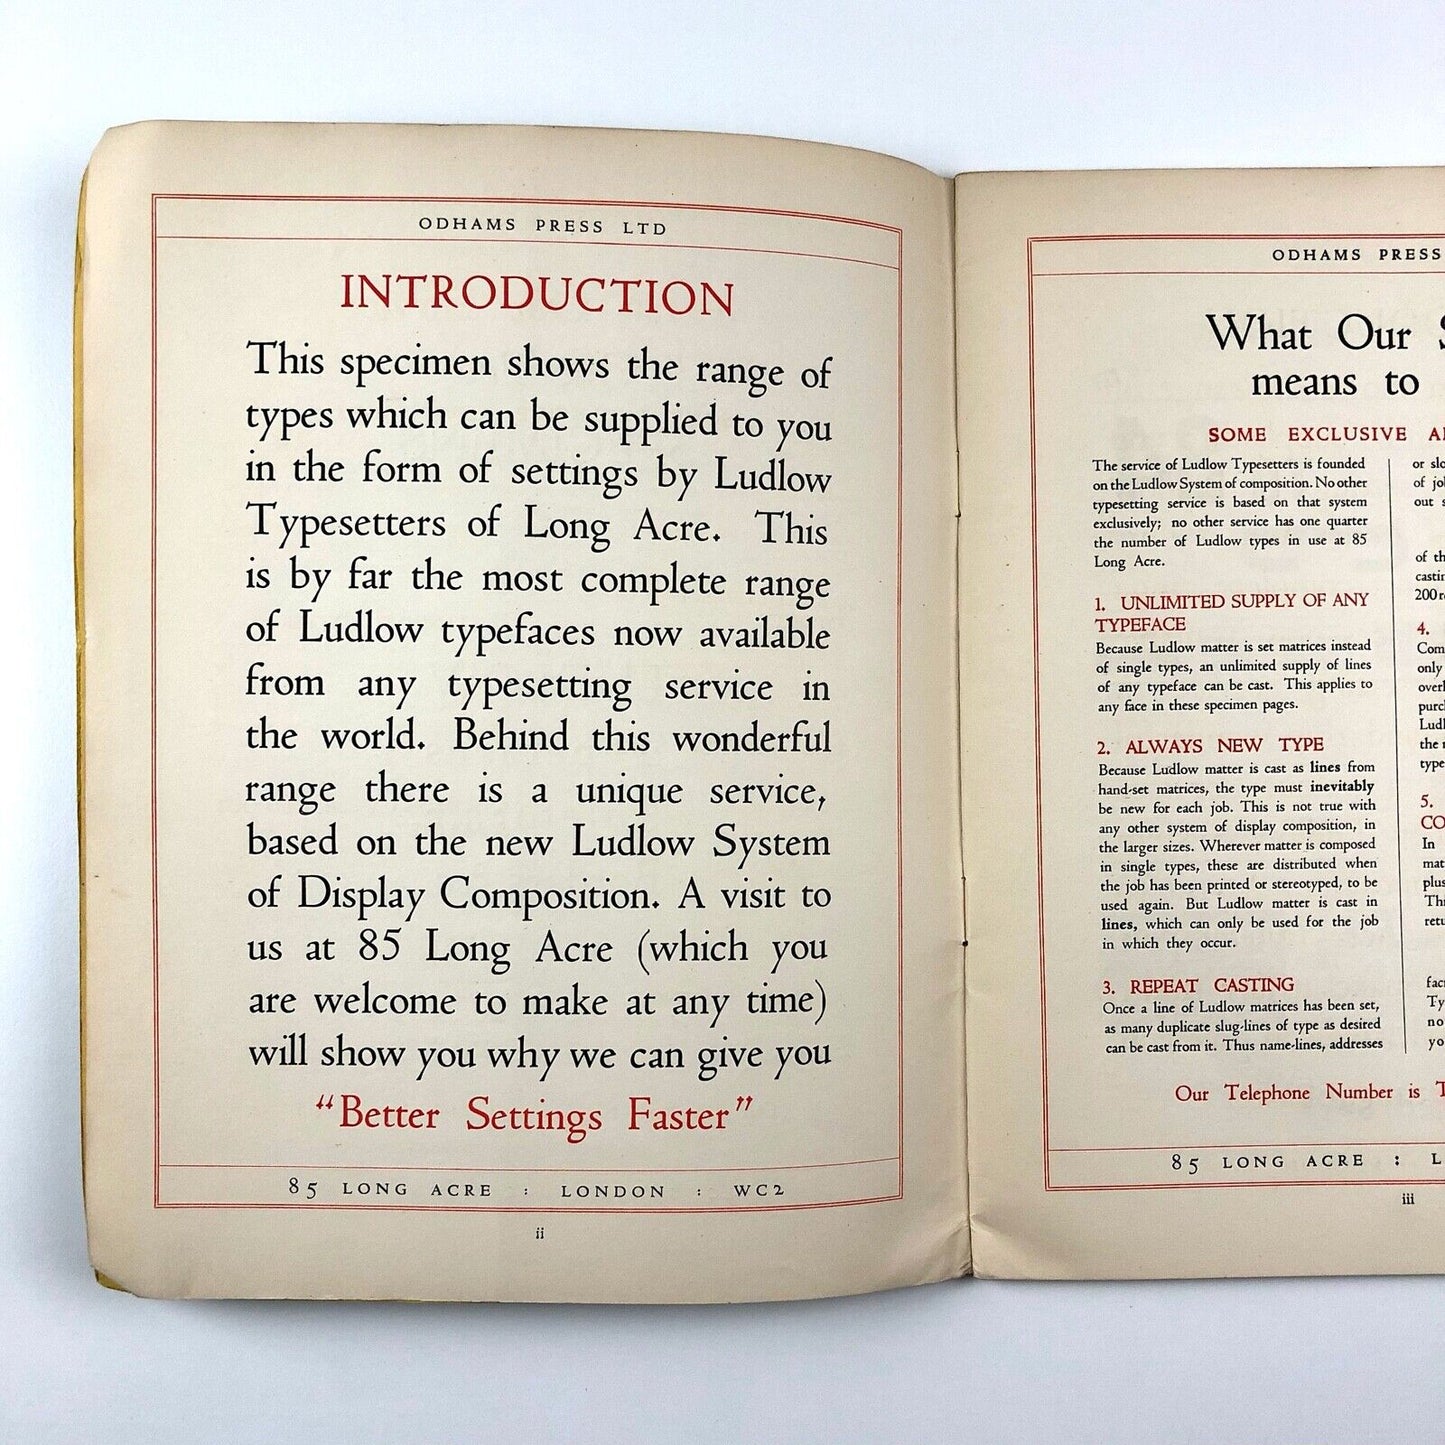 ODHAMS PRESS LTD
INTRODUCTION
This specimen shows the range of
types which can be supplied to you
in the form of settings by Ludlow
Typesetters of Long Acre. This
is by far the most complete range
of Ludlow typefaces now available
from any typesetting service in
the world. Behind this wonderful
range there is a unique service,
based on the new Ludlow System
of Display Composition. A visit to
us at 85 Long Acre (which you
are welcome to make at any time)
will show you why we can give you
“Better Settings Faster”
85 LONG ACRE : LONDON : WC2
ii
ODHAMS PRESS
What Our
means to
SOME EXCLUSIVE
The service of Ludlow Typesetters is founded
on the Ludlow System of composition. No other
typesetting service is based on that system
exclusively; no other service has one quarter
the number of Ludlow types in use at 85
Long Acre.
1. UNLIMITED SUPPLY OF ANY
TYPEFACE
Because Ludlow matter is set matrices instead
of single types, an unlimited supply of lines
of any typeface can be cast. This applies to
any face in these specimen pages.
2. ALWAYS NEW TYPE
Because Ludlow matter is cast as lines from
hand-set matrices, the type must inevitably
be new for each job. This is not true with
any other system of display composition, in
the larger sizes. Wherever matter is composed
in single types, these are distributed when
the job has been printed or stereotyped, to be
used again. But Ludlow matter is cast in
lines, which can only be used for the job
in which they occur.
3. REPEAT CASTING
Once a line of Ludlow matrices has been set,
as many duplicate slug-lines of type as desired
can be cast from it. Thus name-lines, addresses
or
of
out
of
200
4.
only
the
5.
In
no
Our Telephone Number is
85 LONG ACRE :
iii